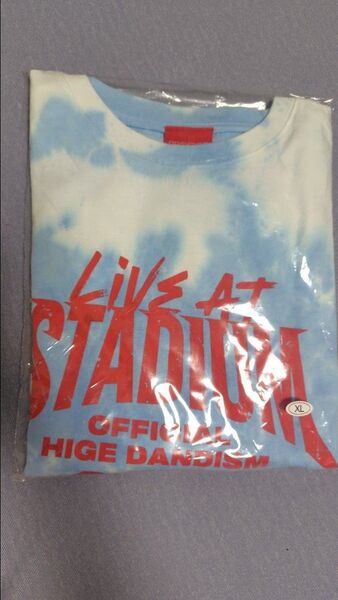 LIVE AT
STADIUM
OFFICIAL
HIGE DANDISM
XL